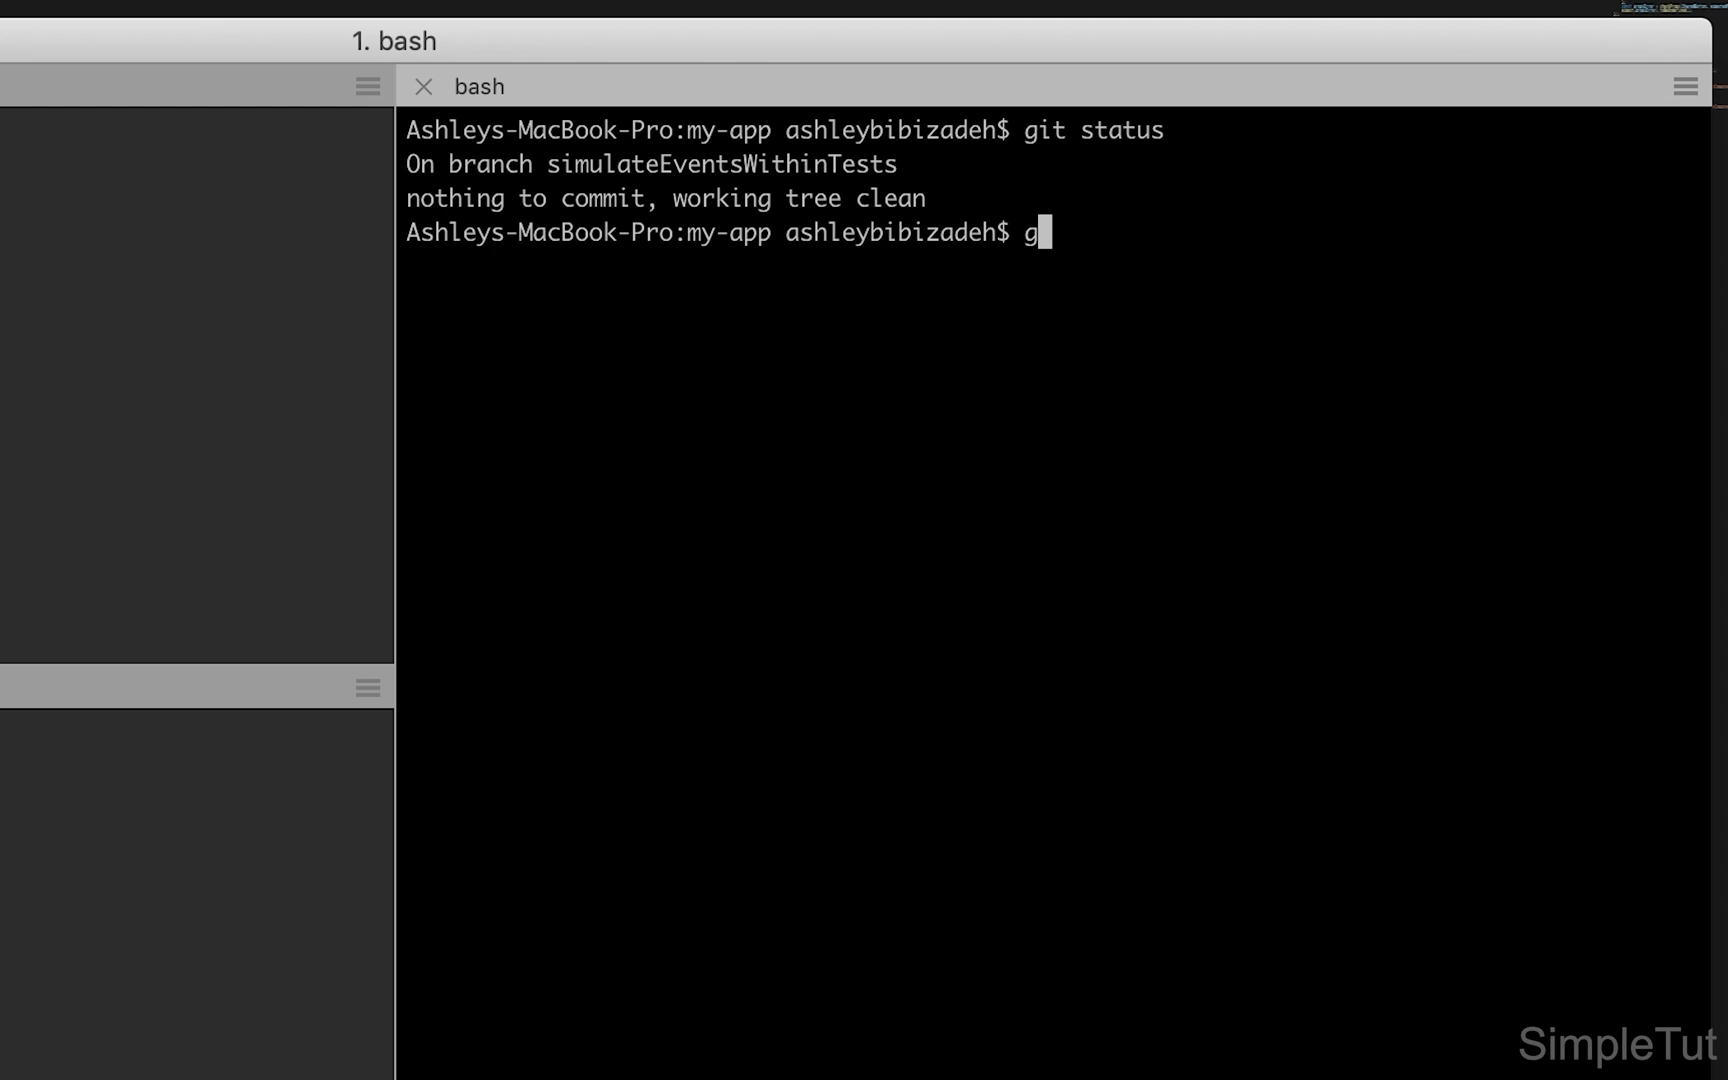 1. bash
bash
Ashleys-MacBook-Pro:my-app ashleybibizadeh$ git status
On branch simulateEventsWithinTests
nothing to commit, working tree clean
Ashleys-MacBook-Pro:my-app ashleybibizadeh$ g
SimpleTut